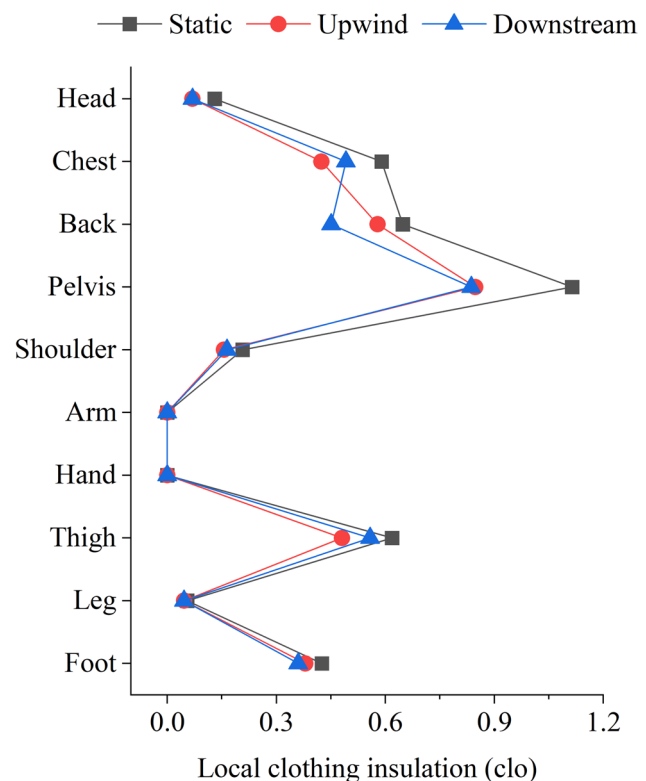 Static Upwind Downstream
Head
Chest
Back
Pelvis
Shoulder
Arm
Hand
Thigh
Leg
Foot
0.0 0.3 0.6 0.9 1.2
Local clothing insulation (clo)